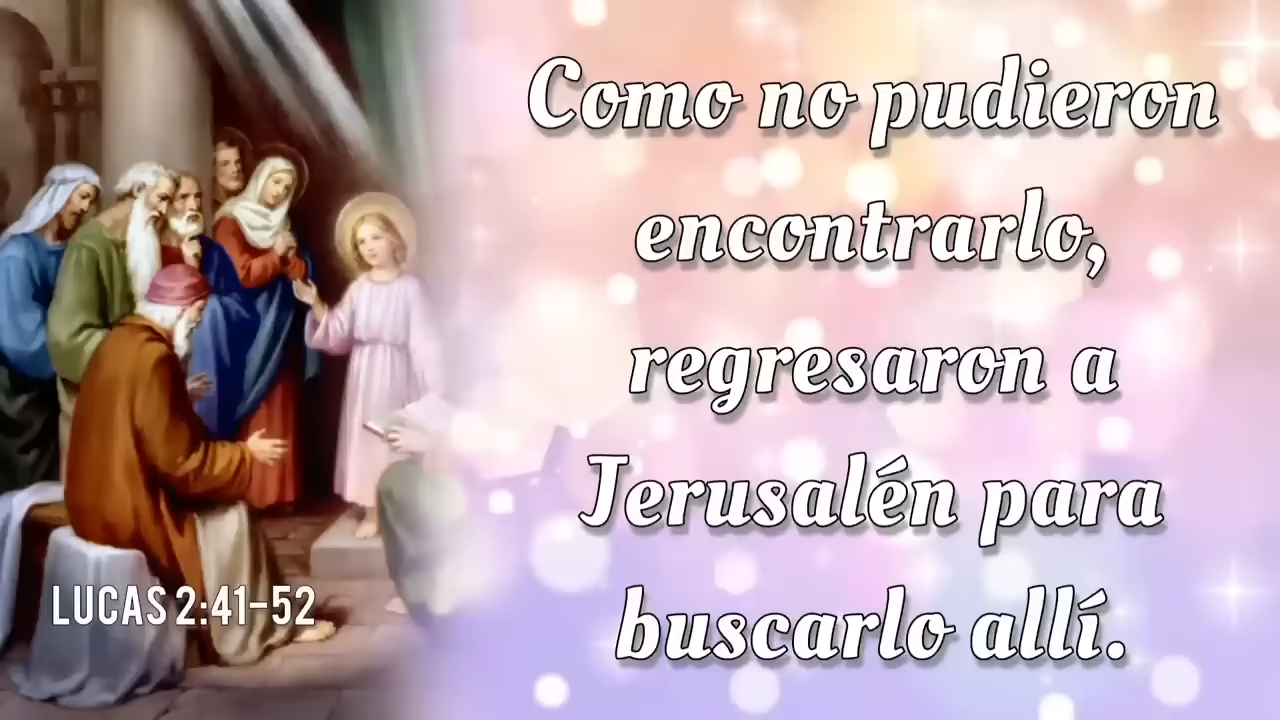 Como no pudieron
encontrarlo,
regresaron a
Jerusalén para
buscarlo allí.
LUCAS 2:41-52